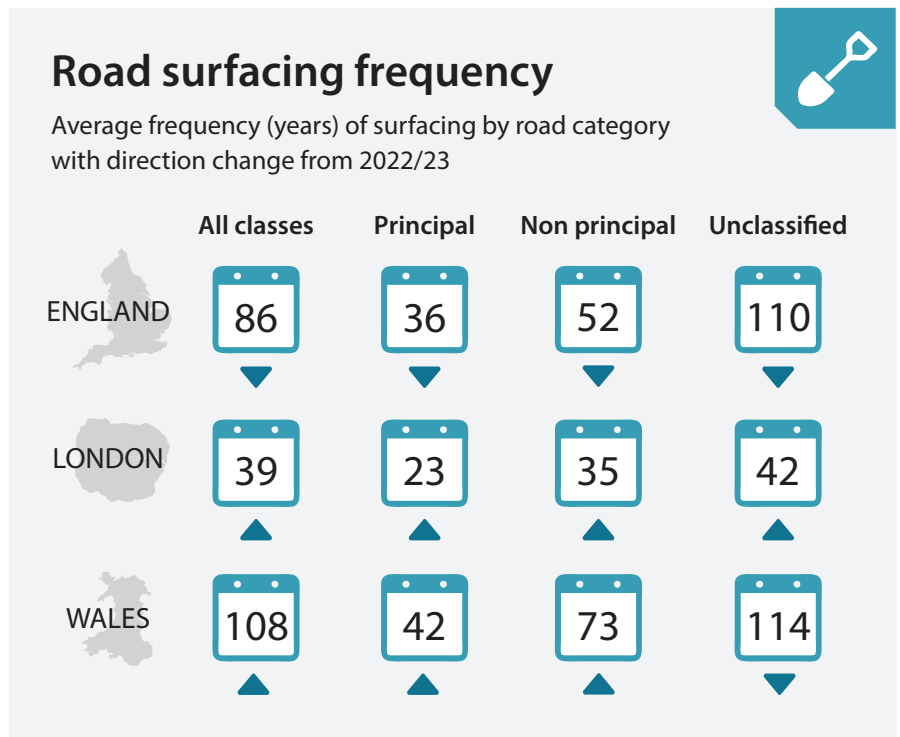 Road surfacing frequency
Average frequency (years) of surfacing by road category
with direction change from 2022/23
All classes Principal Non principal Unclassified
ENGLAND 86 36 52 110
LONDON 39 23 35 42
WALES 108 42 73 114